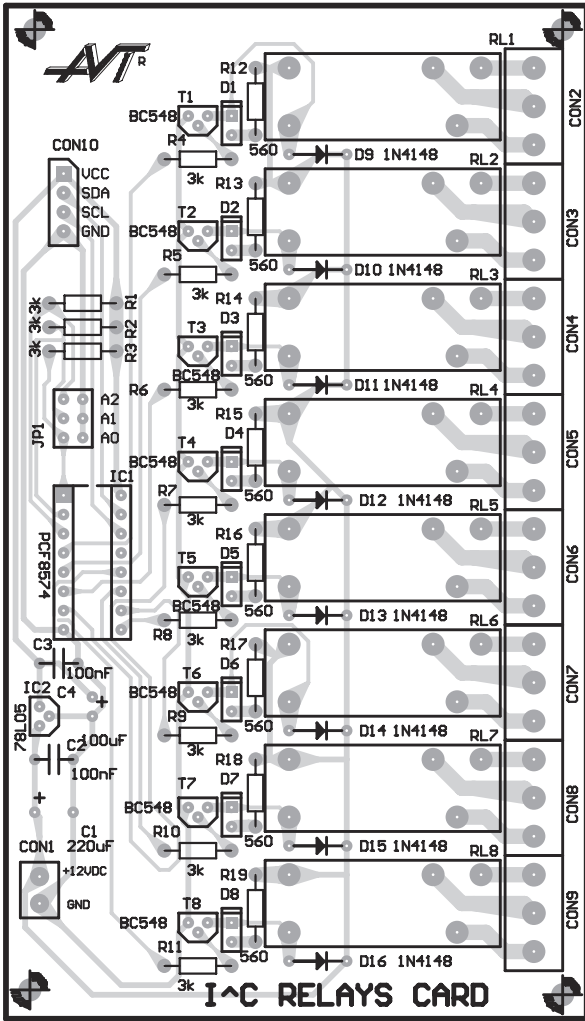 AVT R
RL1
R12
D1
T1
BC548
R4
3k
560
D9 1N4148
CON2
CON10
VCC
SDA
SCL
GND
RL2
R13
D2
T2
BC548
R5
3k
560
D10 1N4148
CON3
RL3
3k R1
3k R2
3k R3
R14
D3
T3
BC548
R6
3k
560
D11 1N4148
CON4
RL4
JP1
A2
A1
A0
R15
D4
T4
BC548
R7
3k
560
D12 1N4148
CON5
RL5
IC1
PCF8574
R16
D5
T5
BC548
R8
3k
560
D13 1N4148
CON6
RL6
C3
100nF
IC2
78L05
C4
+
100uF
C2
100nF
R17
D6
T6
BC548
R9
3k
560
D14 1N4148
CON7
RL7
R18
D7
T7
BC548
R10
3k
560
D15 1N4148
CON8
RL8
+
C1
220uF
CON1
+12VDC
GND
R19
D8
T8
BC548
R11
3k
560
D16 1N4148
CON9
I^C RELAYS CARD